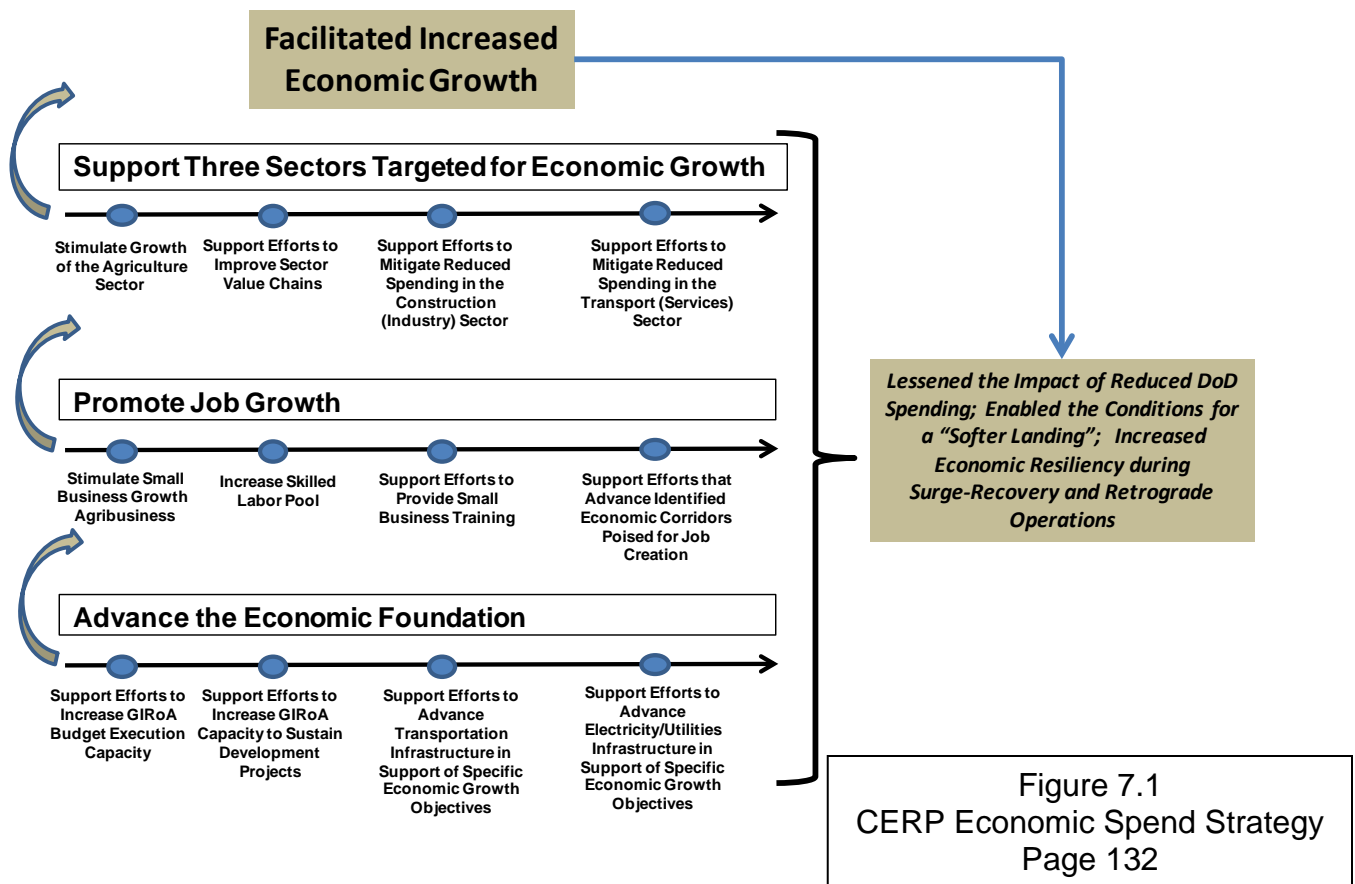 Facilitated Increased
Economic Growth
Support Three Sectors Targeted for Economic Growth
Stimulate Growth
of the Agriculture
Sector
Support Efforts to
Improve Sector
Value Chains
Support Efforts to
Mitigate Reduced
Spending in the
Construction
(Industry) Sector
Support Efforts to
Mitigate Reduced
Spending in the
Transport (Services)
Sector
Promote Job Growth
Stimulate Small
Business Growth
Agribusiness
Increase Skilled
Labor Pool
Support Efforts to
Provide Small
Business Training
Support Efforts that
Advance Identified
Economic Corridors
Poised for Job
Creation
Advance the Economic Foundation
Support Efforts to
Increase GIRoA
Budget Execution
Capacity
Support Efforts to
Increase GIRoA
Capacity to Sustain
Development
Projects
Support Efforts to
Advance
Transportation
Infrastructure in
Support of Specific
Economic Growth
Objectives
Support Efforts to
Advance
Electricity/Utilities
Infrastructure in
Support of Specific
Economic Growth
Objectives
Lessened the Impact of Reduced DoD
Spending; Enabled the Conditions for
a “Softer Landing”; Increased
Economic Resiliency during
Surge-Recovery and Retrograde
Operations
Figure 7.1
CERP Economic Spend Strategy
Page 132